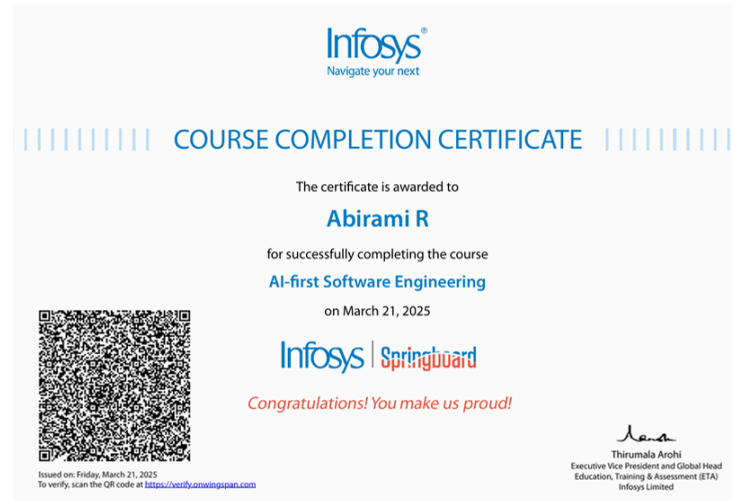 Infosys®
Navigate your next
COURSE COMPLETION CERTIFICATE
The certificate is awarded to
Abirami R
for successfully completing the course
AI-first Software Engineering
on March 21, 2025
Infosys | Springboard
Congratulations! You make us proud!
Issued on: Friday, March 21, 2025
To verify, scan the QR code at https://verify.onwingspan.com
Thirumala Arohi
Executive Vice President and Global Head
Education, Training & Assessment (ETA)
Infosys Limited